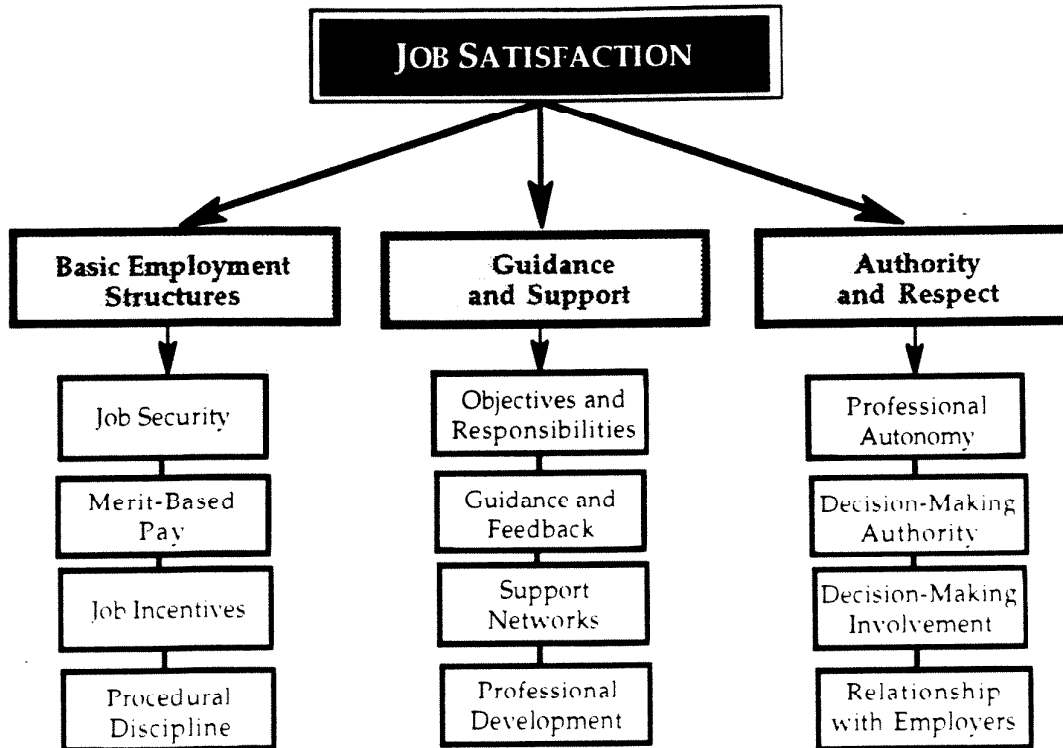 JOB SATISFACTION
Basic Employment
Structures
Job Security
Merit-Based
Pay
Job Incentives
Procedural
Discipline
Guidance
and Support
Objectives and
Responsibilities
Guidance and
Feedback
Support
Networks
Professional
Development
Authority
and Respect
Professional
Autonomy
Decision-Making
Authority
Decision-Making
Involvement
Relationship
with Employers